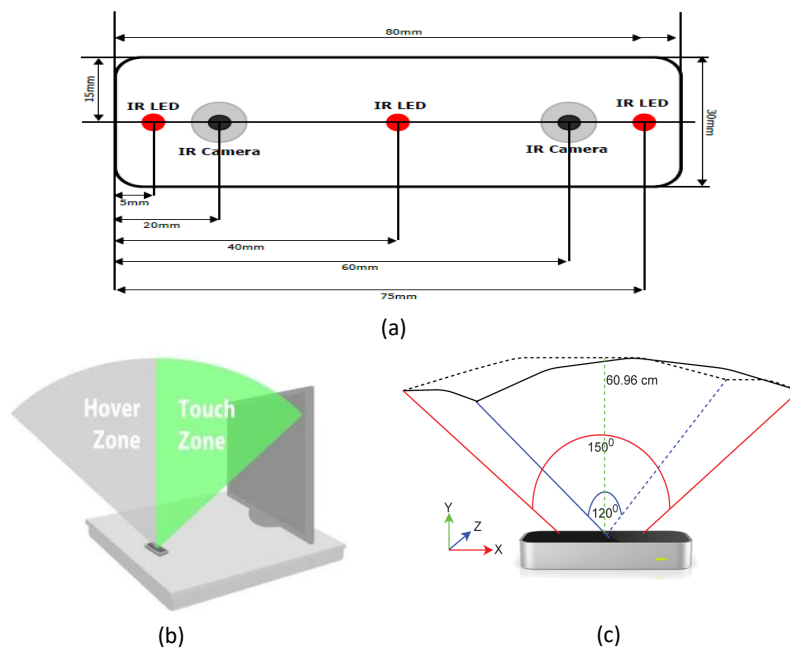 80mm
15mm
IR LED
IR LED
IR LED
30mm
IR Camera
IR Camera
5mm
20mm
40mm
60mm
75mm
(a)
Hover
Zone
Touch
Zone
(b)
60.96 cm
150⁰
120⁰
Y
Z
X
(c)